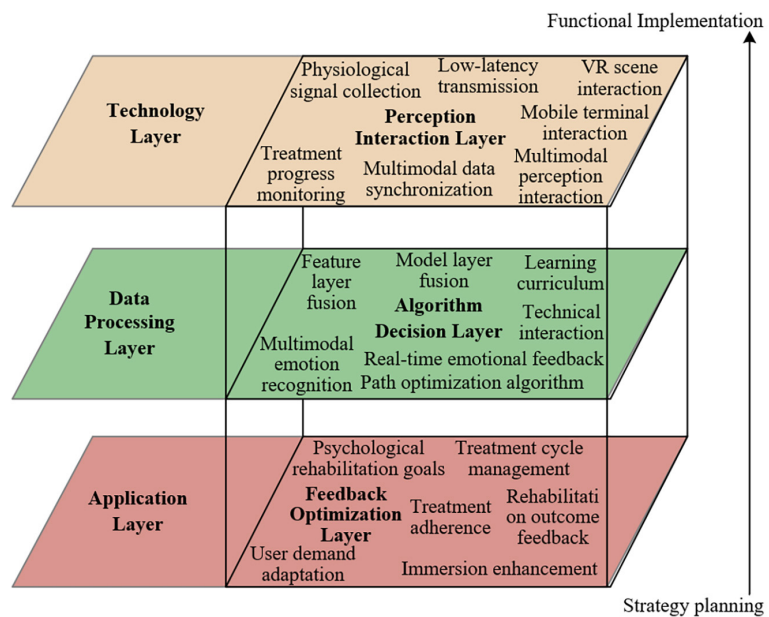 Functional Implementation
Technology
Layer
Physiological
signal collection
Low-latency
transmission
VR scene
interaction
Perception
Interaction Layer
Mobile terminal
interaction
Treatment
progress
monitoring
Multimodal data
synchronization
Multimodal
perception
interaction
Data
Processing
Layer
Feature
layer
fusion
Model layer
fusion
Learning
curriculum
Algorithm
Decision Layer
Technical
interaction
Multimodal
emotion
recognition
Real-time emotional feedback
Path optimization algorithm
Application
Layer
Psychological
rehabilitation goals
Treatment cycle
management
Feedback
Optimization
Layer
Treatment
adherence
Rehabilitati
on outcome
feedback
User demand
adaptation
Immersion enhancement
Strategy planning